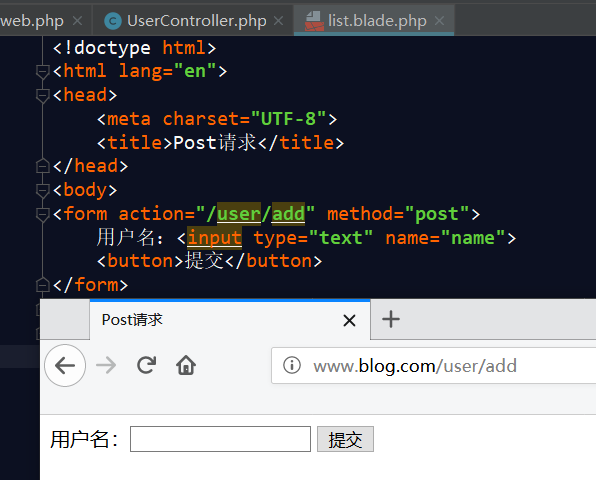 web.php × UserController.php × list.blade.php ×
<!doctype html>
<html lang="en">
<head>
    <meta charset="UTF-8">
    <title>Post请求</title>
</head>
<body>
<form action="/user/add" method="post">
    用户名：<input type="text" name="name">
    <button>提交</button>
</form>
Post请求
www.blog.com/user/add
用户名： 提交